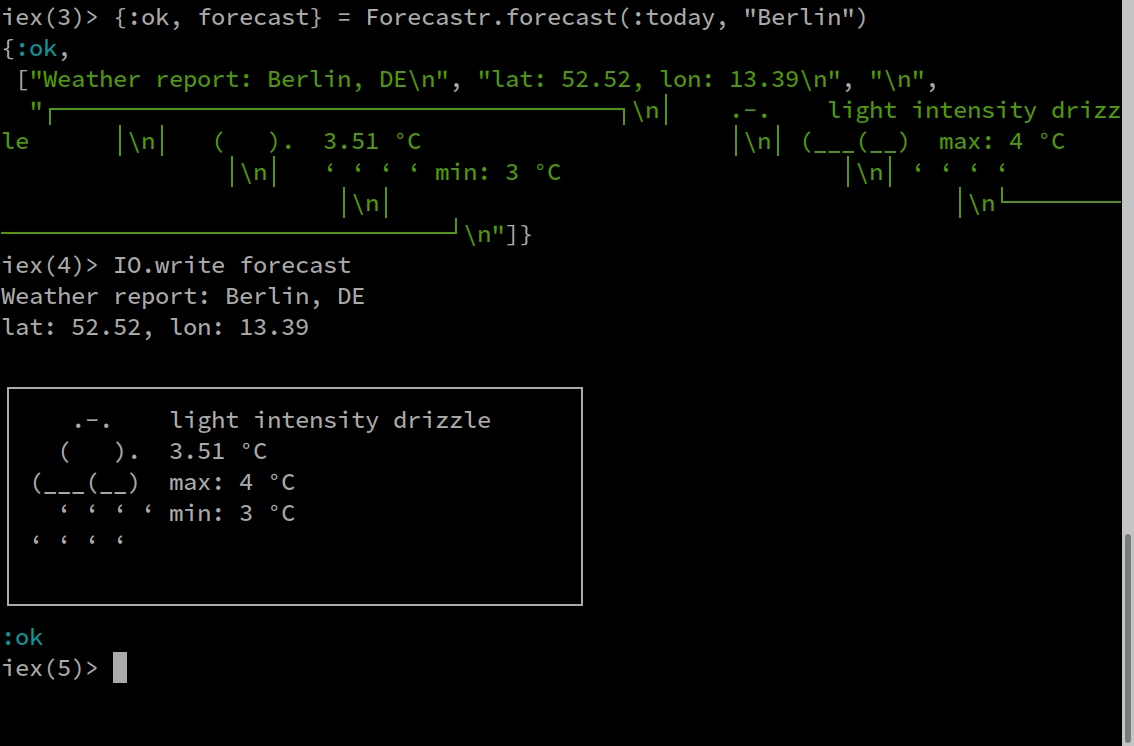 iex(3)> {:ok, forecast} = Forecastr.forecast(:today, "Berlin")
{:ok,
 ["Weather report: Berlin, DE\n", "lat: 52.52, lon: 13.39\n", "\n",
  "┌─────────────────────────────────────────┐\n│     .-.    light intensity drizz
le      │\n│    (   ).  3.51 °C                      │\n│ (___(__)  max: 4 °C
                │\n│   ‘ ‘ ‘ ‘ min: 3 °C                    │\n│ ‘ ‘ ‘ ‘
                        │\n│                                         │\n└─────────
────────────────────────────────┘\n"]}
iex(4)> IO.write forecast
Weather report: Berlin, DE
lat: 52.52, lon: 13.39
┌─────────────────────────────────────────┐
│    .-.    light intensity drizzle       │
│   (   ).  3.51 °C                       │
│ (___(__)  max: 4 °C                     │
│   ‘ ‘ ‘ ‘ min: 3 °C                     │
│ ‘ ‘ ‘ ‘                                 │
│                                         │
└─────────────────────────────────────────┘
:ok
iex(5)>